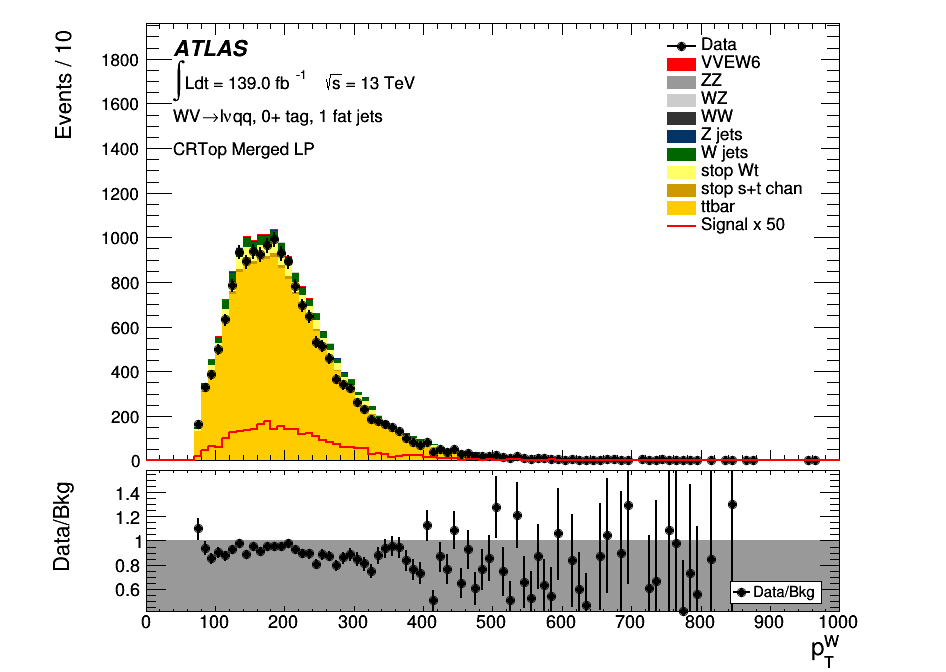 Events / 10
1800
1600
1400
1200
1000
800
600
400
200
0
ATLAS
∫Ldt = 139.0 fb⁻¹ √s = 13 TeV
WV→lνqq, 0+ tag, 1 fat jets
CRTop Merged LP
Data
VVEW6
ZZ
WZ
WW
Z jets
W jets
stop Wt
stop s+t chan
ttbar
Signal x 50
Data/Bkg
1.4
1.2
1
0.8
0.6
Data/Bkg
0 100 200 300 400 500 600 700 800 900 1000
p_T^W